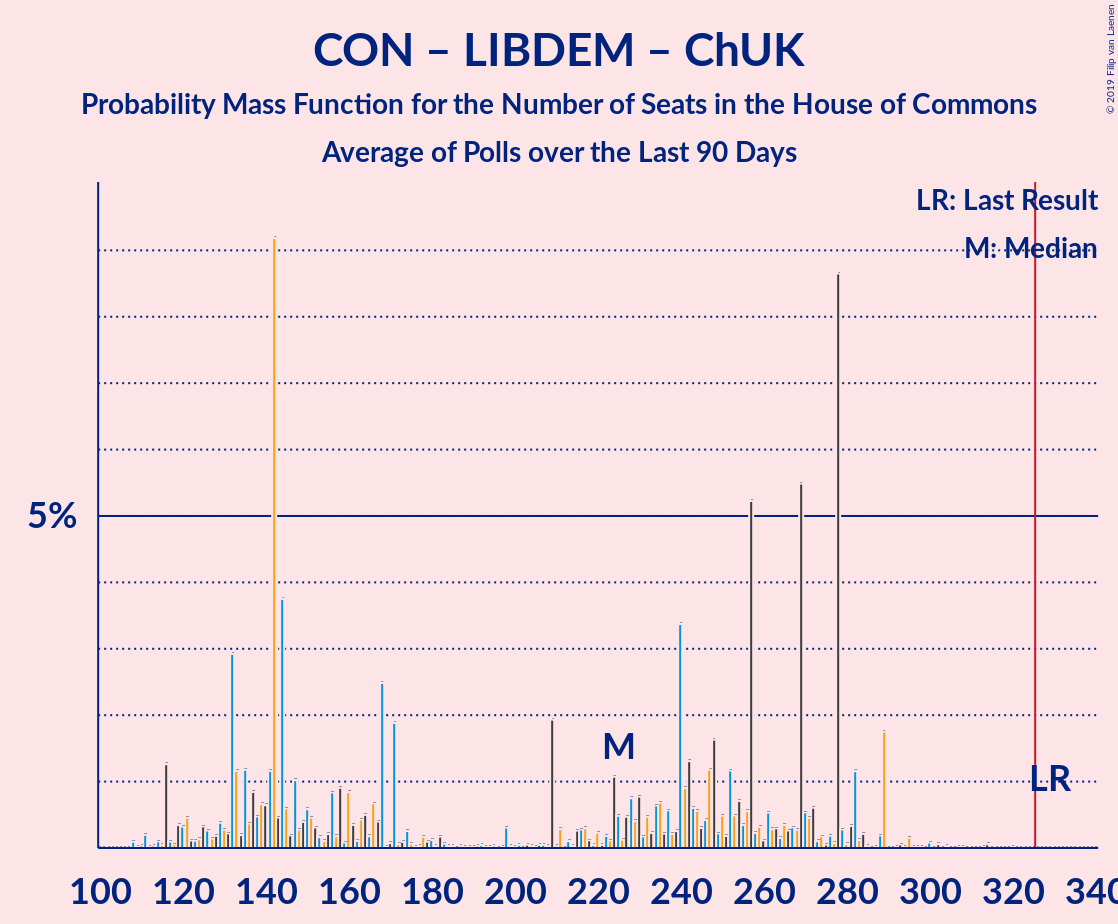 CON – LIBDEM – ChUK
Probability Mass Function for the Number of Seats in the House of Commons
Average of Polls over the Last 90 Days
© 2019 Filip van Laenen
LR: Last Result
M: Median
5%
M
LR
100 120 140 160 180 200 220 240 260 280 300 320 340